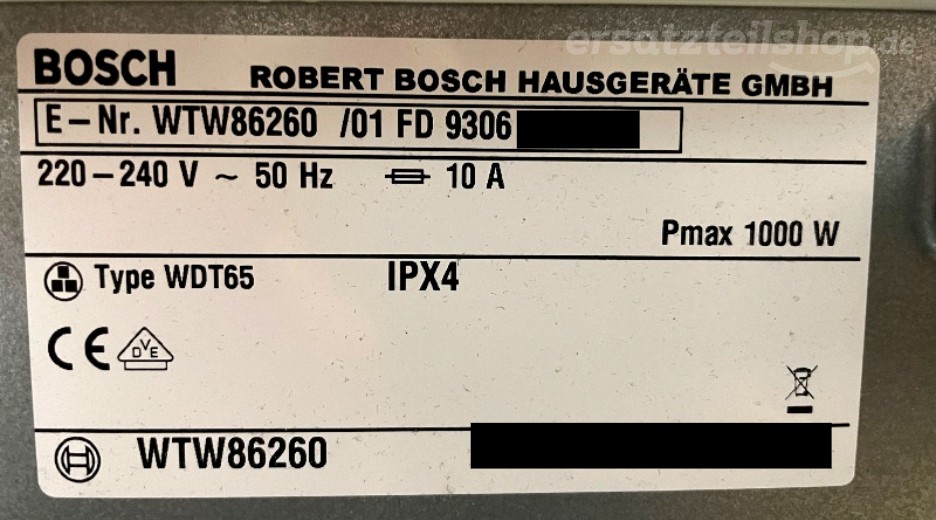 ersatzteilshop.de
BOSCH ROBERT BOSCH HAUSGERÄTE GMBH
E-Nr. WTW86260 /01 FD 9306
220-240 V ~ 50 Hz 10 A
Pmax 1000 W
Type WDT65 IPX4
CE DVE
WTW86260